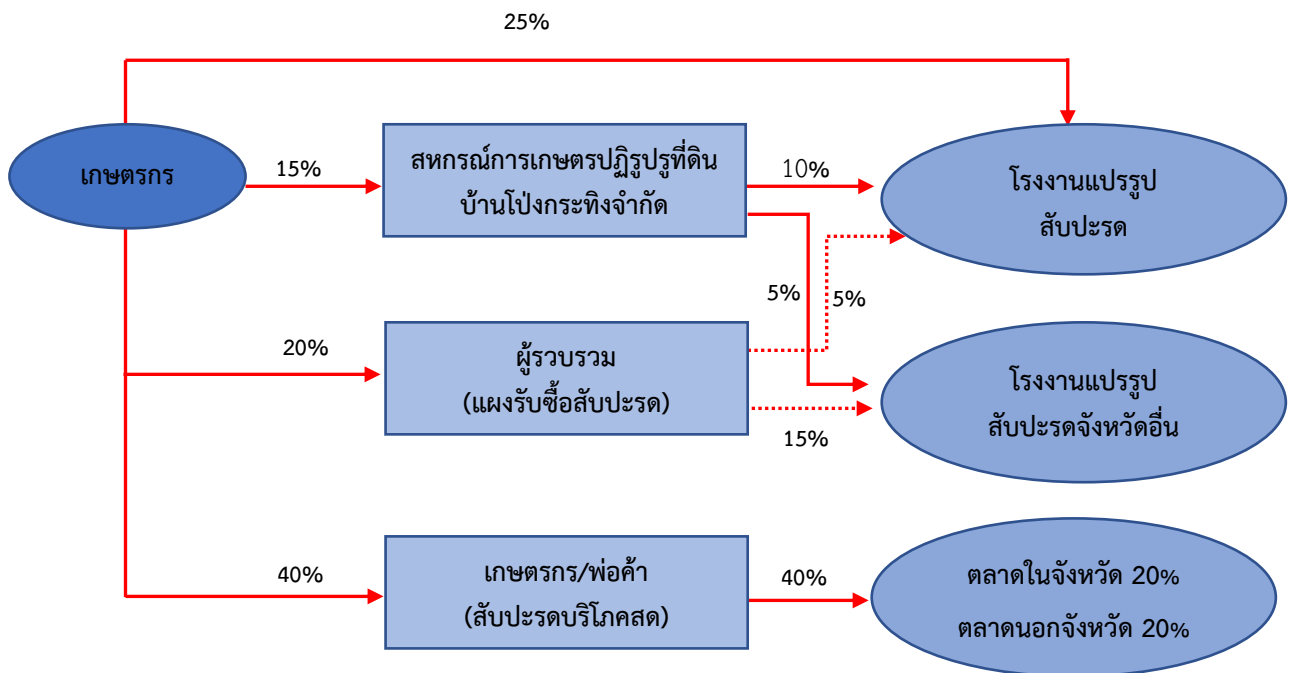 25%
เกษตรกร
15%
สหกรณ์การเกษตรปฏิรูปรูที่ดิน
บ้านโป่งกระทิงจำกัด
10%
โรงงานแปรรูป
สับปะรด
5%
5%
20%
ผู้รวบรวม
(แผงรับซื้อสับปะรด)
15%
โรงงานแปรรูป
สับปะรดจังหวัดอื่น
40%
เกษตรกร/พ่อค้า
(สับปะรดบริโภคสด)
40%
ตลาดในจังหวัด 20%
ตลาดนอกจังหวัด 20%